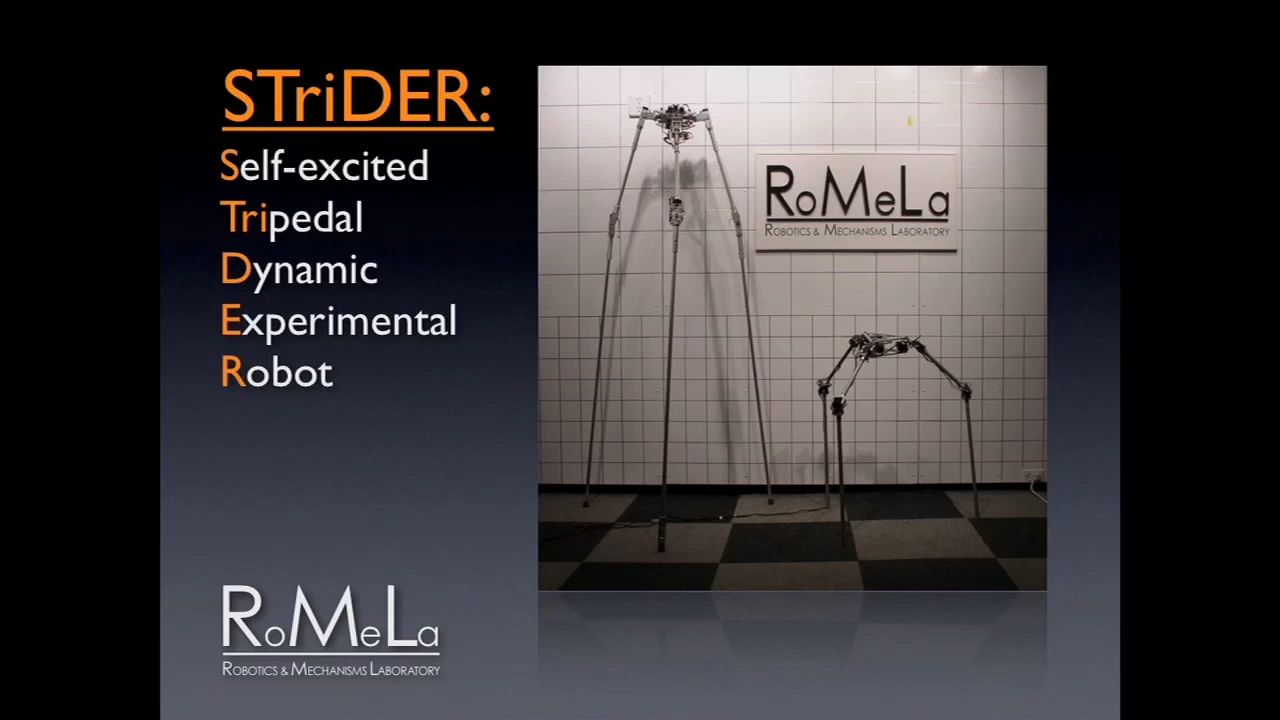 STriDER:
Self-excited
Tripedal
Dynamic
Experimental
Robot
RoMeLa
ROBOTICS & MECHANISMS LABORATORY
RoMeLa
ROBOTICS & MECHANISMS LABORATORY